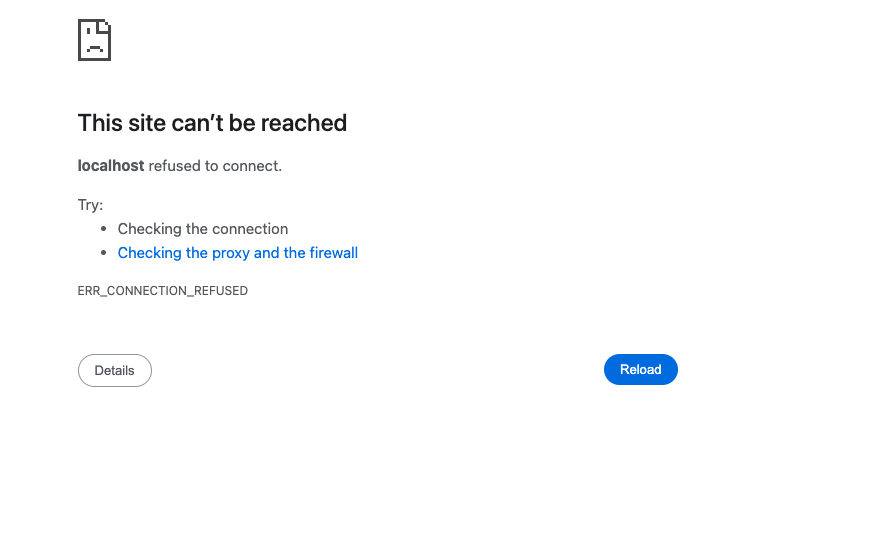 This site can’t be reached
localhost refused to connect.
Try:
• Checking the connection
• Checking the proxy and the firewall
ERR_CONNECTION_REFUSED
Details
Reload